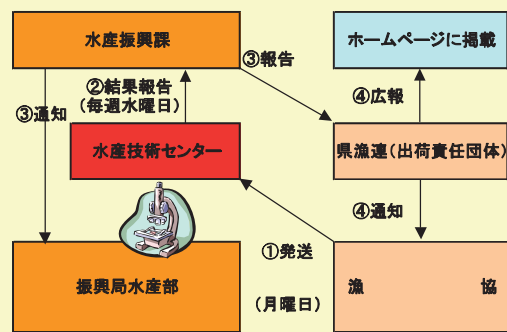 水産振興課
ホームページに掲載
③報告
②結果報告
（毎週水曜日）
④広報
③通知
水産技術センター
県漁連（出荷責任団体）
④通知
①発送
（月曜日）
振興局水産部
漁　　協